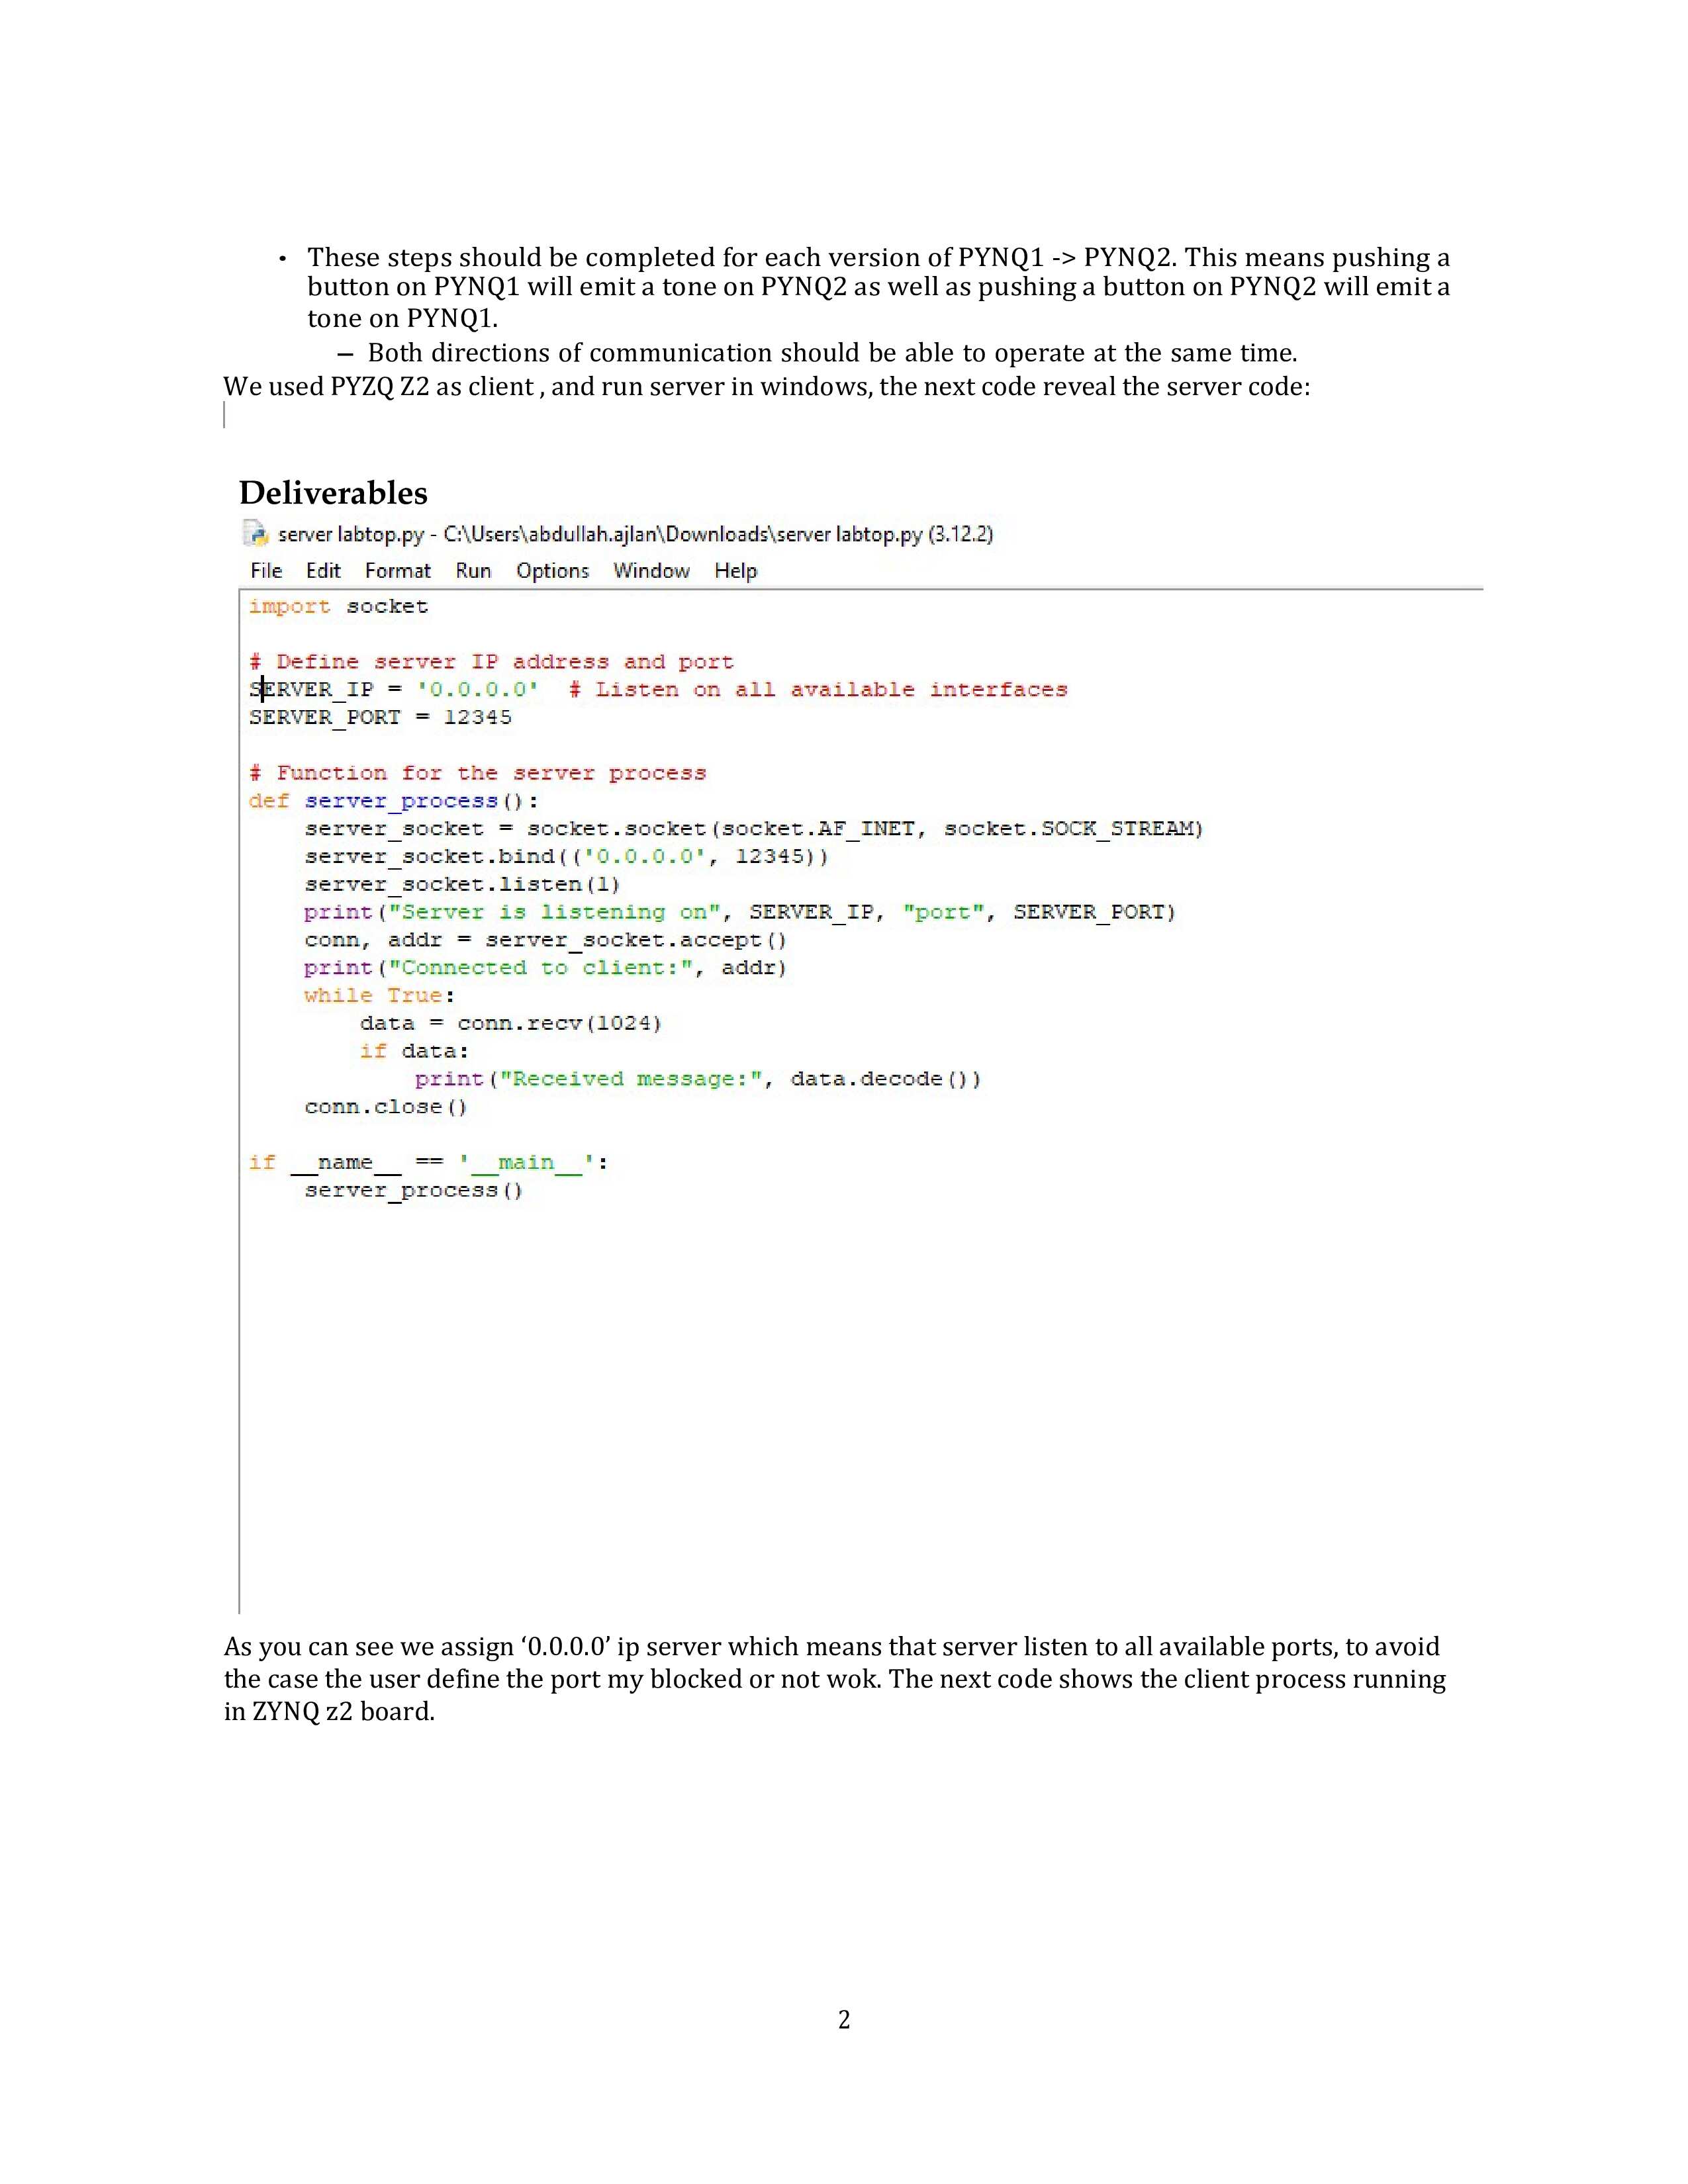 • These steps should be completed for each version of PYNQ1 -> PYNQ2. This means pushing a
button on PYNQ1 will emit a tone on PYNQ2 as well as pushing a button on PYNQ2 will emit a
tone on PYNQ1.
– Both directions of communication should be able to operate at the same time.
We used PYZQ Z2 as client , and run server in windows, the next code reveal the server code:
Deliverables
server labtop.py - C:\Users\abdullah.ajlan\Downloads\server labtop.py (3.12.2)
File Edit Format Run Options Window Help
import socket
# Define server IP address and port
SERVER_IP = '0.0.0.0'  # Listen on all available interfaces
SERVER_PORT = 12345
# Function for the server process
def server_process():
    server_socket = socket.socket(socket.AF_INET, socket.SOCK_STREAM)
    server_socket.bind(('0.0.0.0', 12345))
    server_socket.listen(1)
    print("Server is listening on", SERVER_IP, "port", SERVER_PORT)
    conn, addr = server_socket.accept()
    print("Connected to client:", addr)
    while True:
        data = conn.recv(1024)
        if data:
            print("Received message:", data.decode())
    conn.close()
if __name__ == '__main__':
    server_process()
As you can see we assign ‘0.0.0.0’ ip server which means that server listen to all available ports, to avoid
the case the user define the port my blocked or not wok. The next code shows the client process running
in ZYNQ z2 board.
2